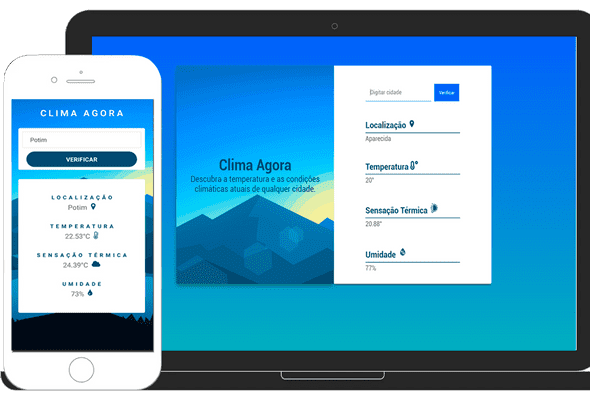 CLIMA AGORA
Potim
VERIFICAR
LOCALIZAÇÃO
Potim
TEMPERATURA
22.53°C
SENSAÇÃO TÉRMICA
24.39°C
UMIDADE
73%
Clima Agora
Descubra a temperatura e as condições
climáticas atuais de qualquer cidade.
Digitar cidade
Verificar
Localização
Aparecida
Temperatura
20°
Sensação Térmica
20.88°
Umidade
77%